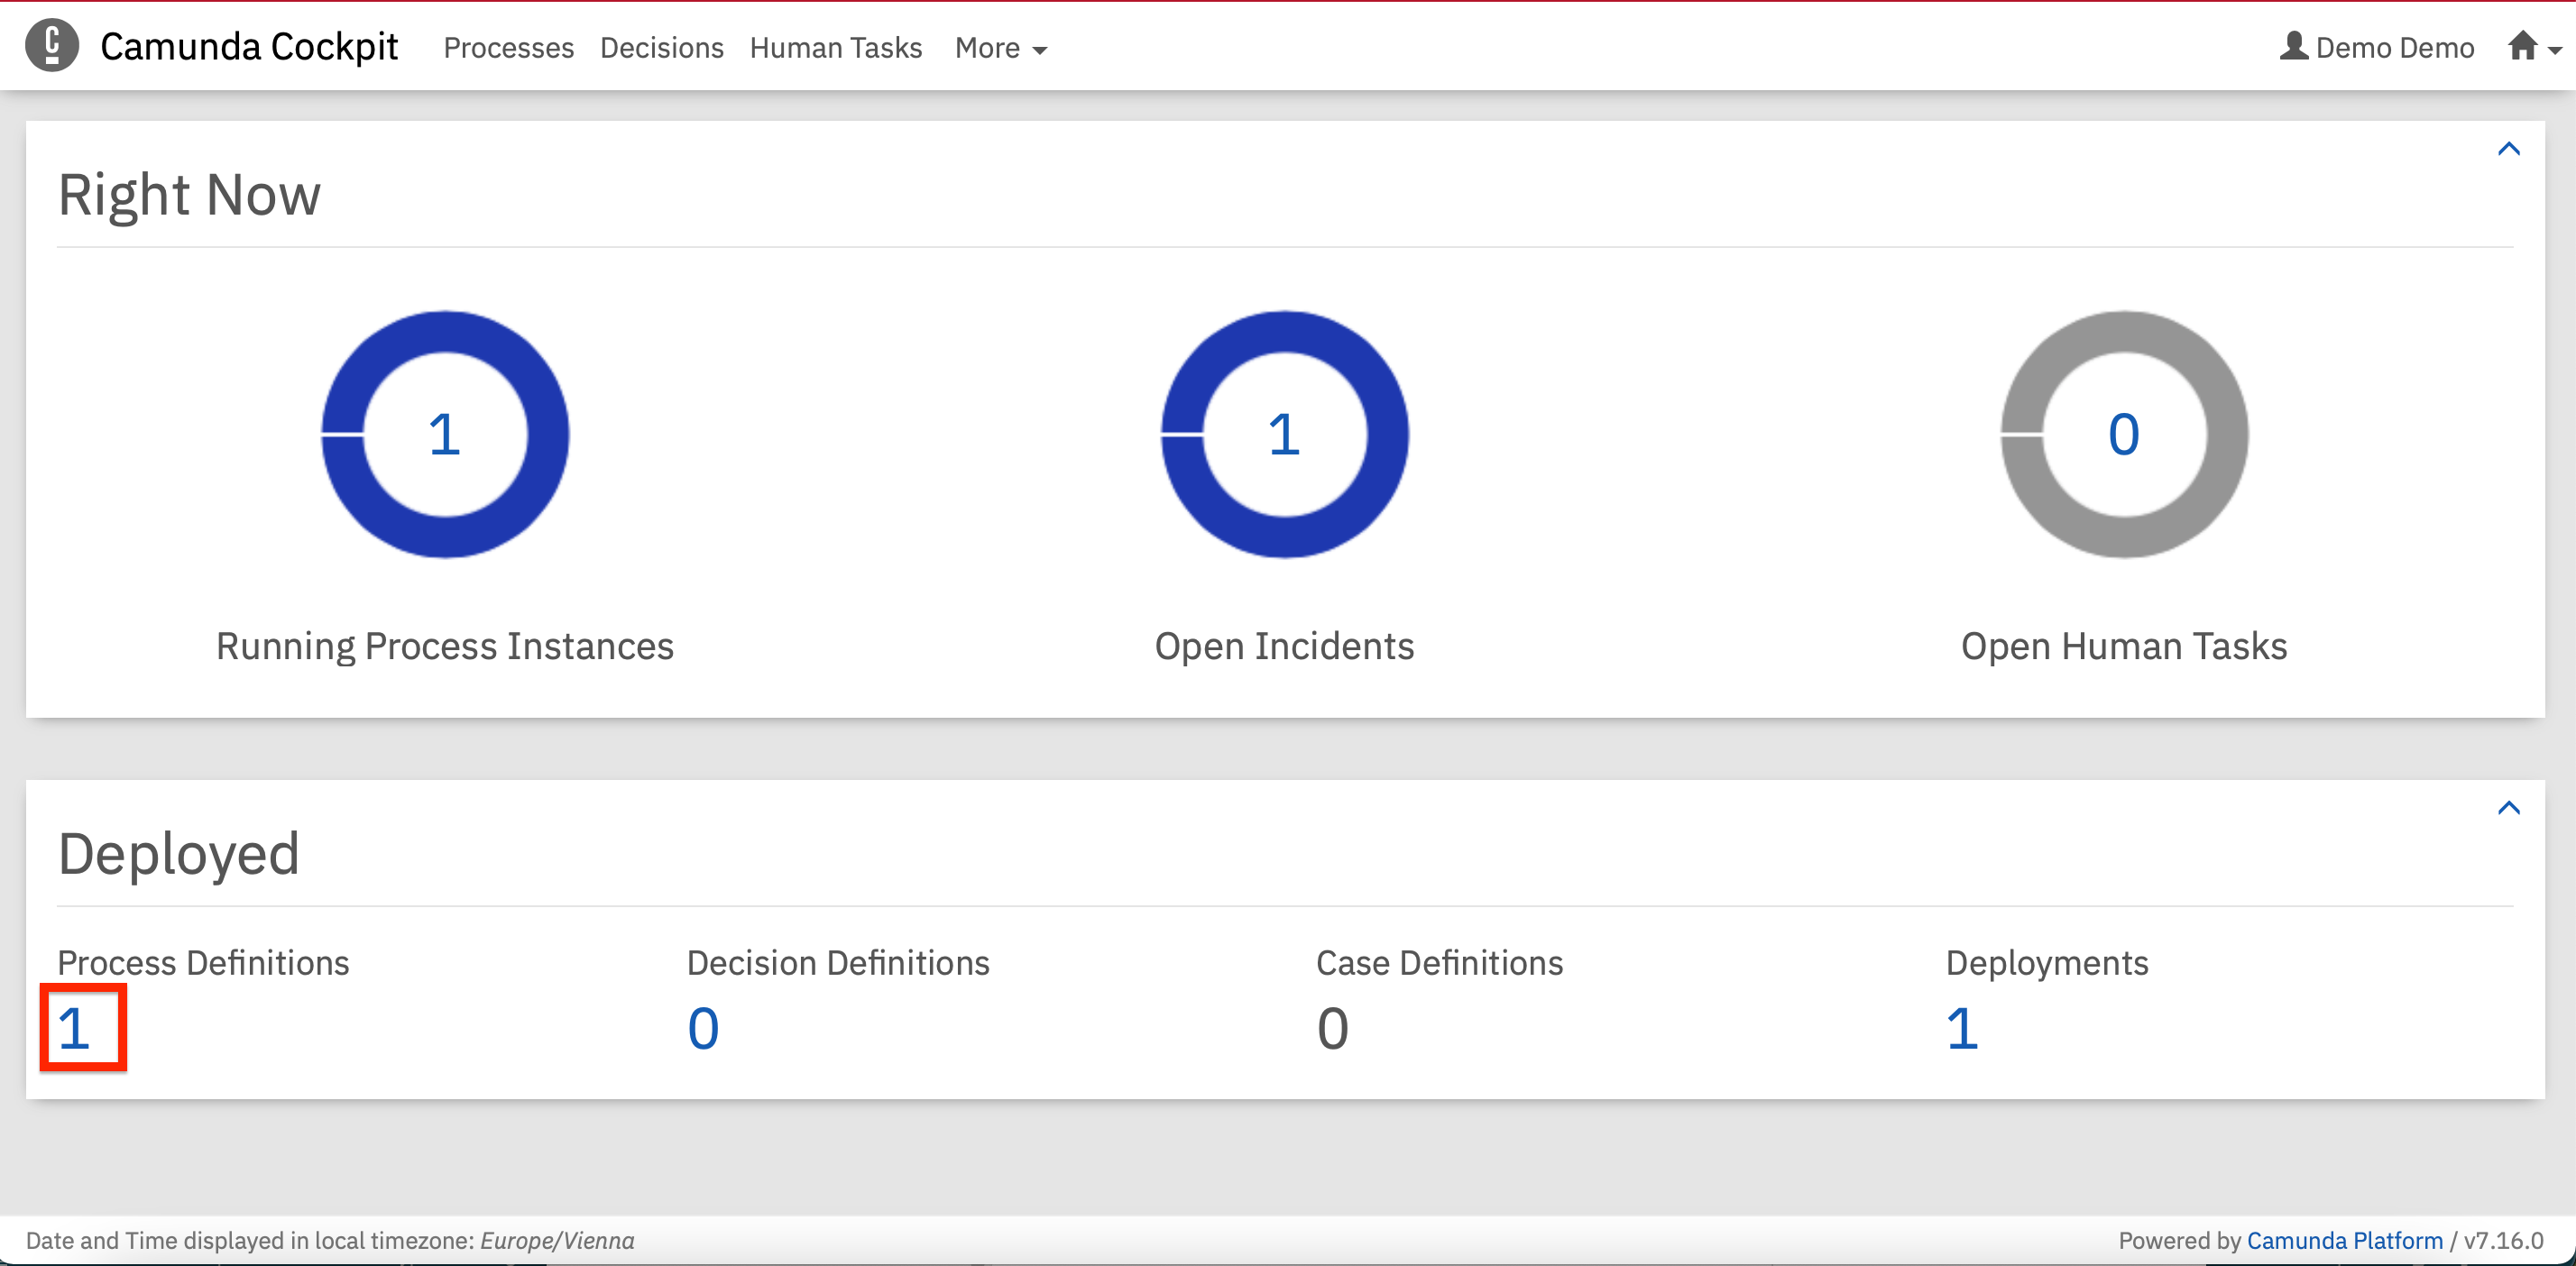 Camunda Cockpit Processes Decisions Human Tasks More Demo Demo
Right Now
1 1 0
Running Process Instances Open Incidents Open Human Tasks
Deployed
Process Definitions Decision Definitions Case Definitions Deployments
1 0 0 1
Date and Time displayed in local timezone: Europe/Vienna Powered by Camunda Platform / v7.16.0